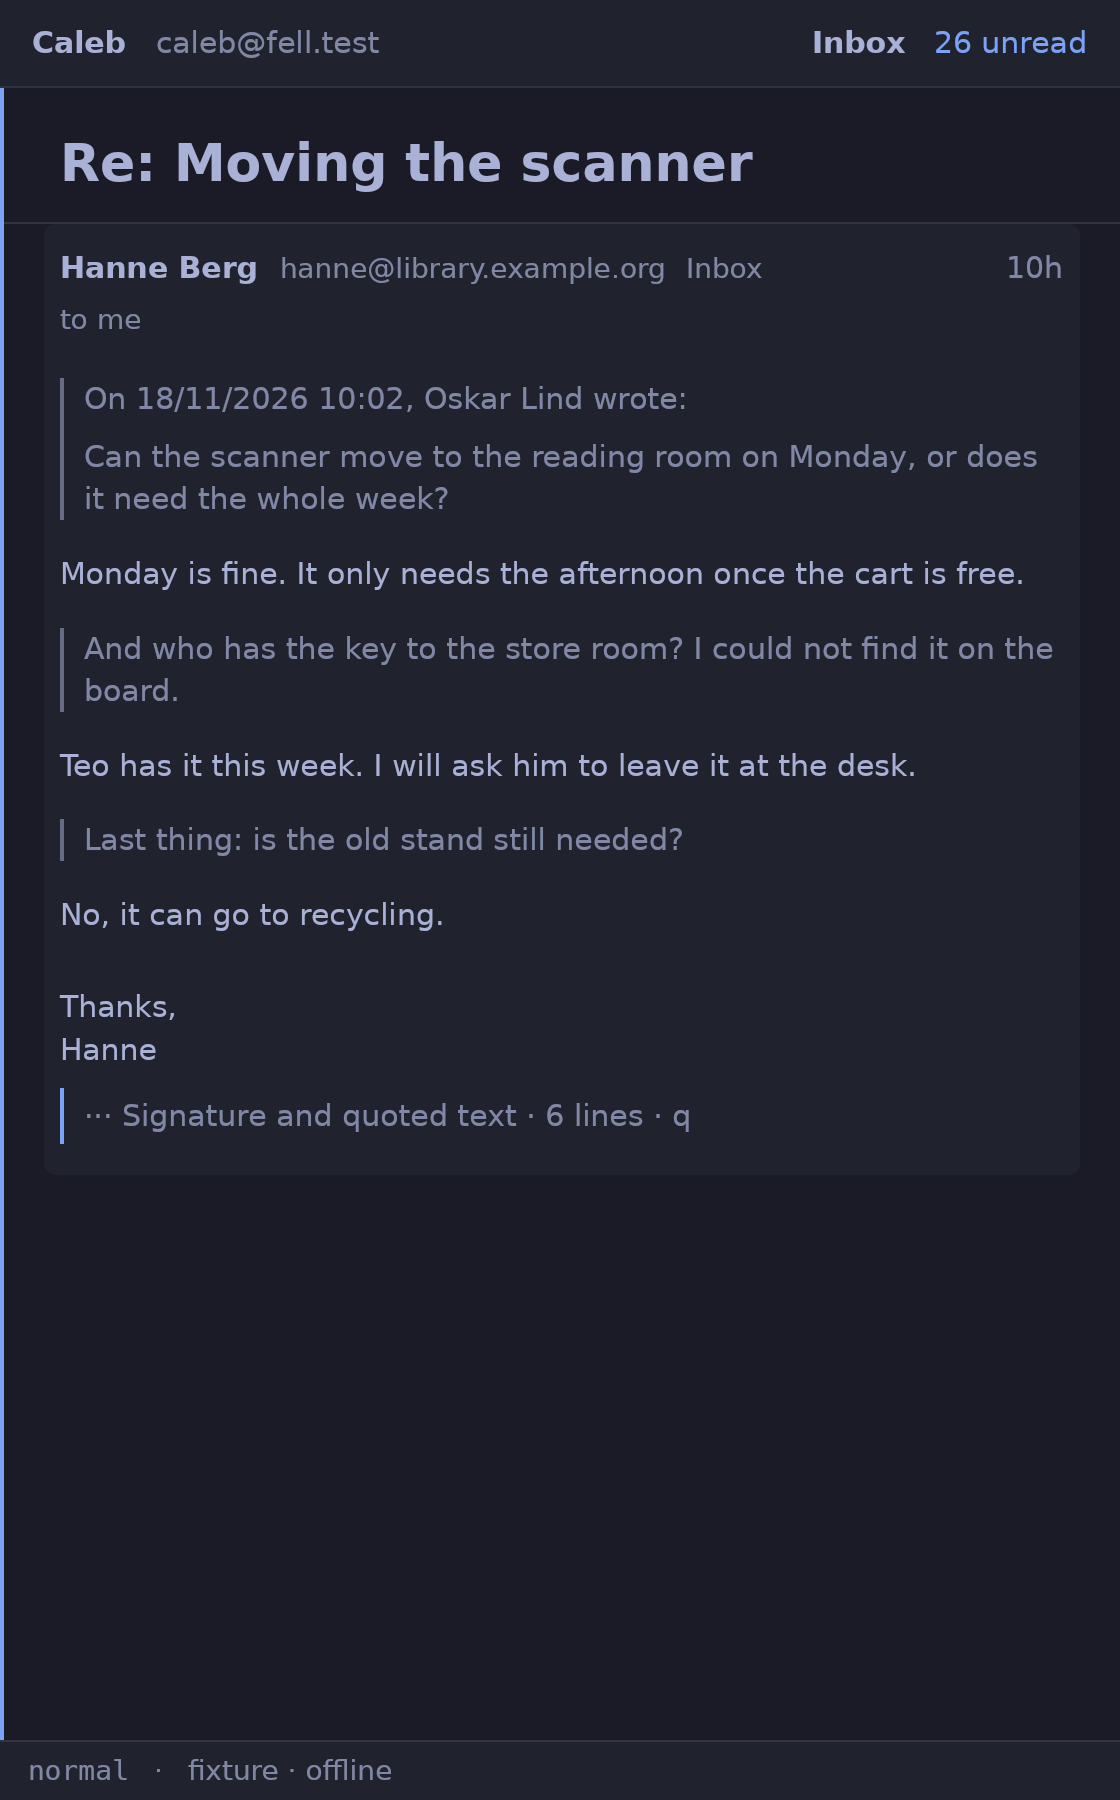 Caleb caleb@fell.test Inbox 26 unread
Re: Moving the scanner
Hanne Berg hanne@library.example.org Inbox 10h
to me
On 18/11/2026 10:02, Oskar Lind wrote:
Can the scanner move to the reading room on Monday, or does
it need the whole week?
Monday is fine. It only needs the afternoon once the cart is free.
And who has the key to the store room? I could not find it on the
board.
Teo has it this week. I will ask him to leave it at the desk.
Last thing: is the old stand still needed?
No, it can go to recycling.
Thanks,
Hanne
··· Signature and quoted text · 6 lines · q
normal · fixture · offline